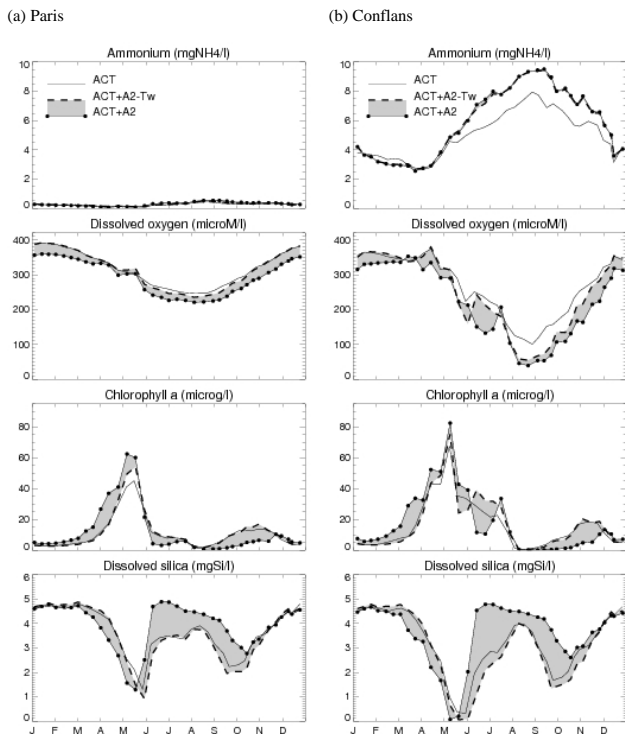 (a) Paris
(b) Conflans
Ammonium (mgNH4/l)
10
8
6
4
2
0
ACT
ACT+A2-Tw
ACT+A2
Ammonium (mgNH4/l)
10
8
6
4
2
0
ACT
ACT+A2-Tw
ACT+A2
Dissolved oxygen (microM/l)
400
300
200
100
0
Dissolved oxygen (microM/l)
400
300
200
100
0
Chlorophyll a (microg/l)
80
60
40
20
0
Chlorophyll a (microg/l)
80
60
40
20
0
Dissolved silica (mgSi/l)
6
5
4
3
2
1
0
J F M A M J J A S O N D
Dissolved silica (mgSi/l)
6
5
4
3
2
1
0
J F M A M J J A S O N D